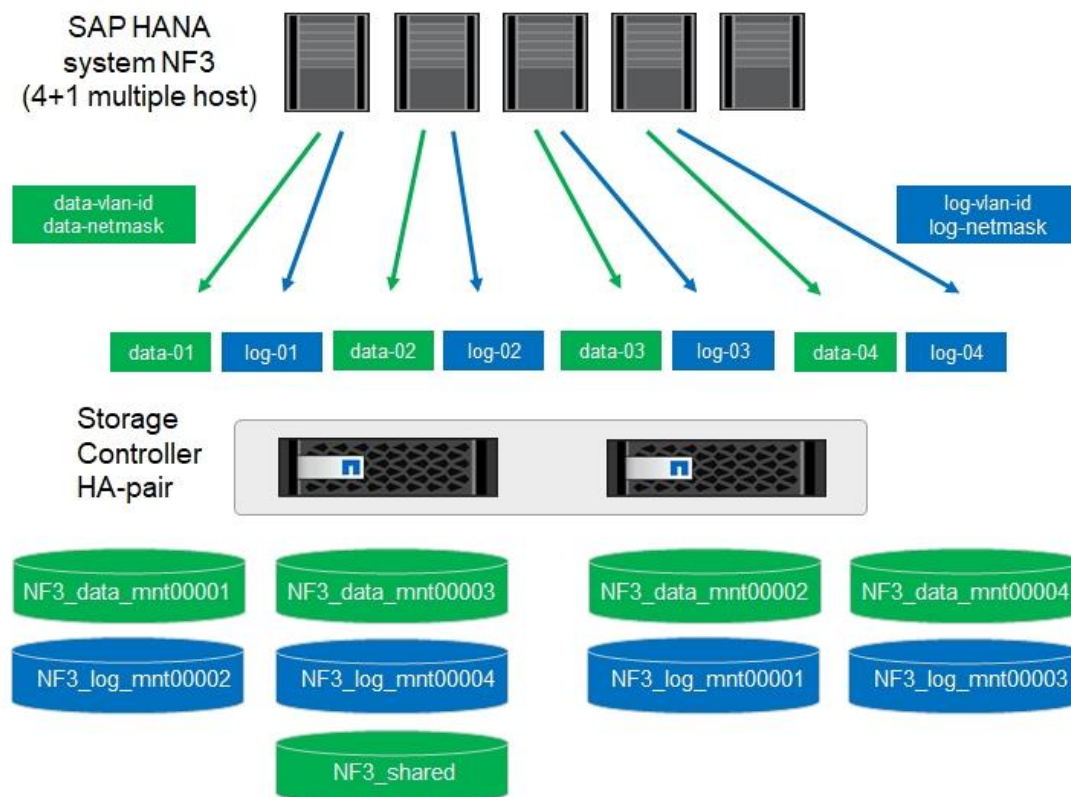 SAP HANA
system NF3
(4+1 multiple host)
data-vlan-id
data-netmask
log-vlan-id
log-netmask
data-01
log-01
data-02
log-02
data-03
log-03
data-04
log-04
Storage
Controller
HA-pair
NF3_data_mnt00001
NF3_data_mnt00003
NF3_data_mnt00002
NF3_data_mnt00004
NF3_log_mnt00002
NF3_log_mnt00004
NF3_log_mnt00001
NF3_log_mnt00003
NF3_shared